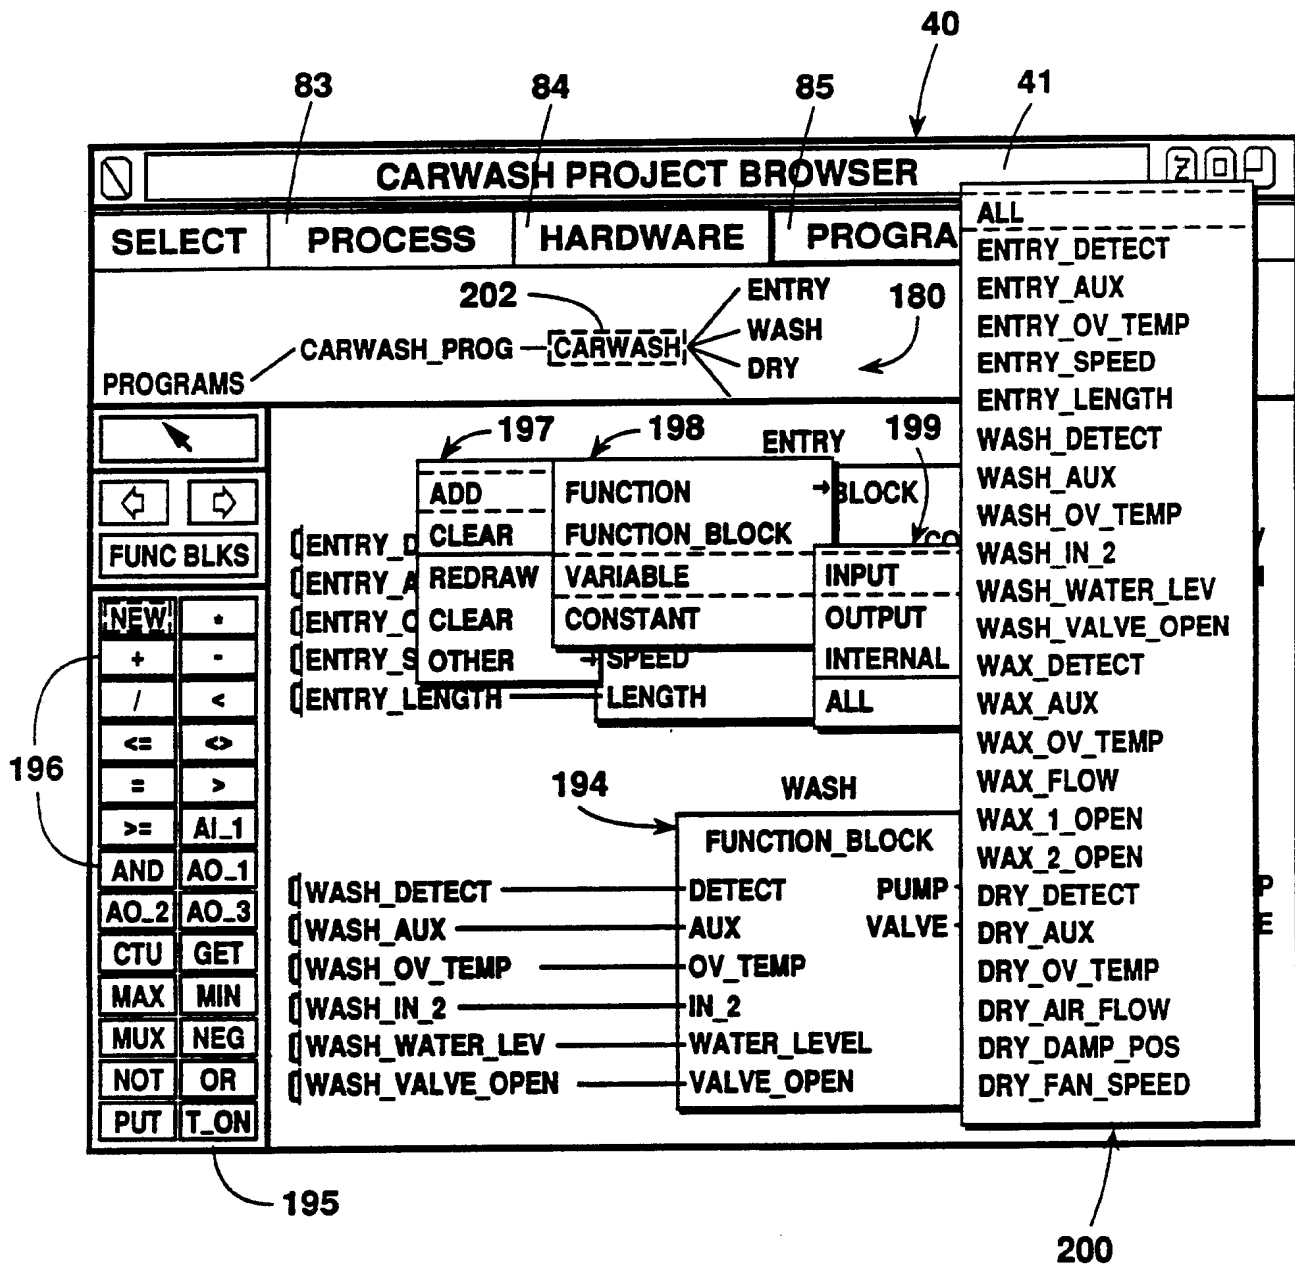 40
83
84
85
41
CARWASH PROJECT BROWSER
Z
SELECT
PROCESS
HARDWARE
PROGRA
ALL
ENTRY_DETECT
ENTRY_AUX
ENTRY_OV_TEMP
ENTRY_SPEED
ENTRY_LENGTH
WASH_DETECT
WASH_AUX
WASH_OV_TEMP
WASH_IN_2
WASH_WATER_LEV
WASH_VALVE_OPEN
WAX_DETECT
WAX_AUX
WAX_OV_TEMP
WAX_FLOW
WAX_1_OPEN
WAX_2_OPEN
DRY_DETECT
DRY_AUX
DRY_OV_TEMP
DRY_AIR_FLOW
DRY_DAMP_POS
DRY_FAN_SPEED
200
202
180
PROGRAMS
CARWASH_PROG
CARWASH
ENTRY
WASH
DRY
197
198
199
ENTRY
BLOCK
CO
ADD
CLEAR
REDRAW
CLEAR
OTHER
FUNCTION
FUNCTION_BLOCK
VARIABLE
CONSTANT
INPUT
OUTPUT
INTERNAL
ALL
ENTRY_D
ENTRY_A
ENTRY_O
ENTRY_S
ENTRY_LENGTH
SPEED
LENGTH
FUNC BLKS
NEW *
+ -
/ <
<= <>
= >
>= AI_1
AND AO_1
AO_2 AO_3
CTU GET
MAX MIN
MUX NEG
NOT OR
PUT T_ON
196
195
194
WASH
FUNCTION_BLOCK
WASH_DETECT DETECT PUMP P
WASH_AUX AUX VALVE E
WASH_OV_TEMP OV_TEMP
WASH_IN_2 IN_2
WASH_WATER_LEV WATER_LEVEL
WASH_VALVE_OPEN VALVE_OPEN